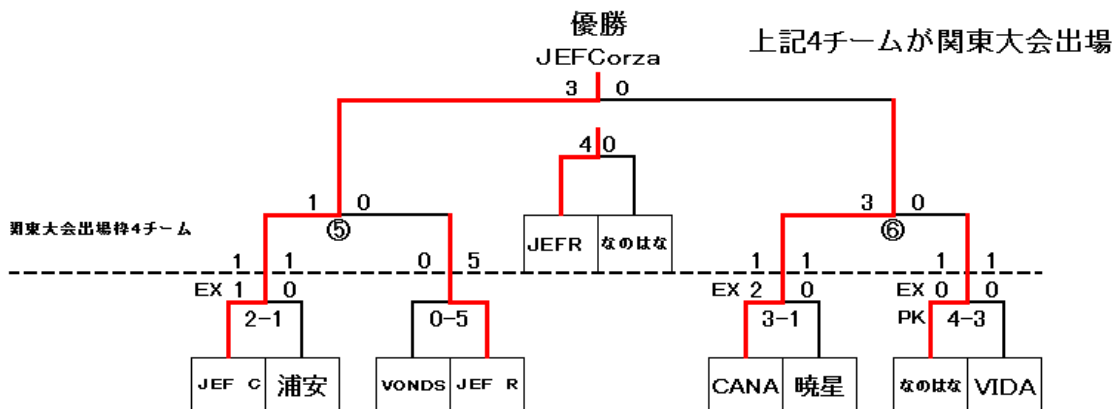 優勝
JEFCorza
上記4チームが関東大会出場
3 0
4 0
1 0
3 0
⑤
⑥
JEFR なのはな
関東大会出場枠4チーム
1 1 0 5 1 1 1 1
EX 1 0 EX 2 0 EX 0 0
2-1 0-5 3-1 PK 4-3
JEF C 浦安 VONDS JEF R CANA 暁星 なのはな VIDA